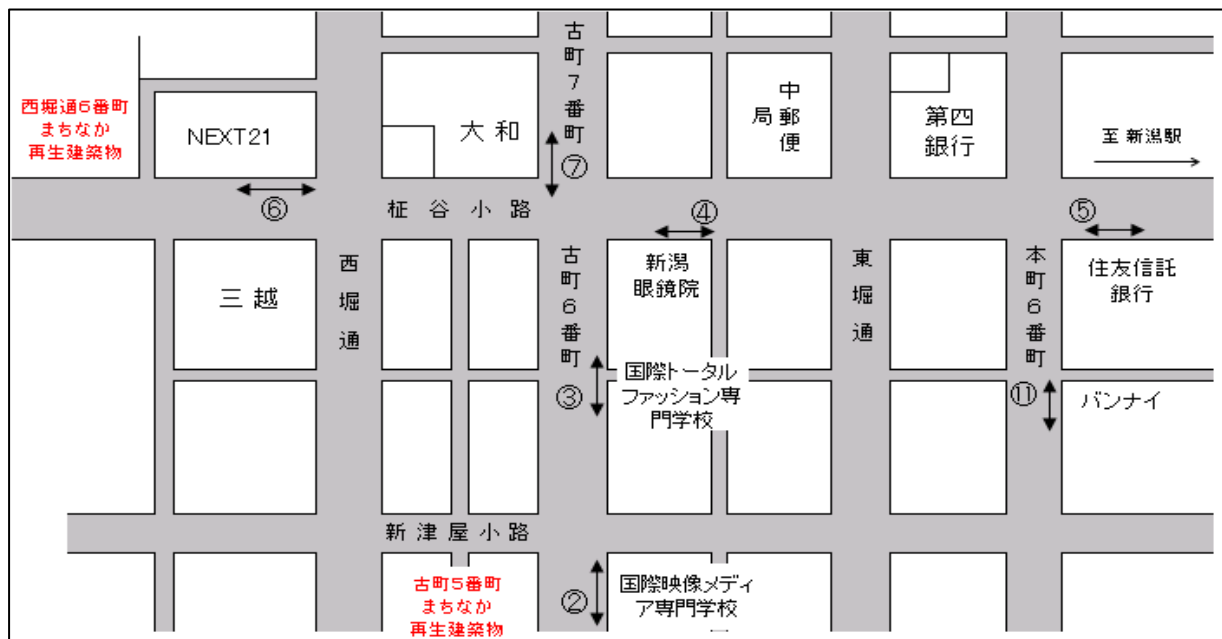 西堀通6番町
まちなか
再生建築物
NEXT21
大和
古町7番町
中郵便局
第四
銀行
至 新潟駅
⑦
⑥
柾谷小路
④
⑤
三越
西堀通
古町6番町
新潟
眼鏡院
東堀通
本町6番町
住友信託
銀行
③
国際トータル
ファッション専
門学校
⑪
バンナイ
新津屋小路
古町5番町
まちなか
再生建築物
②
国際映像メディ
ア専門学校